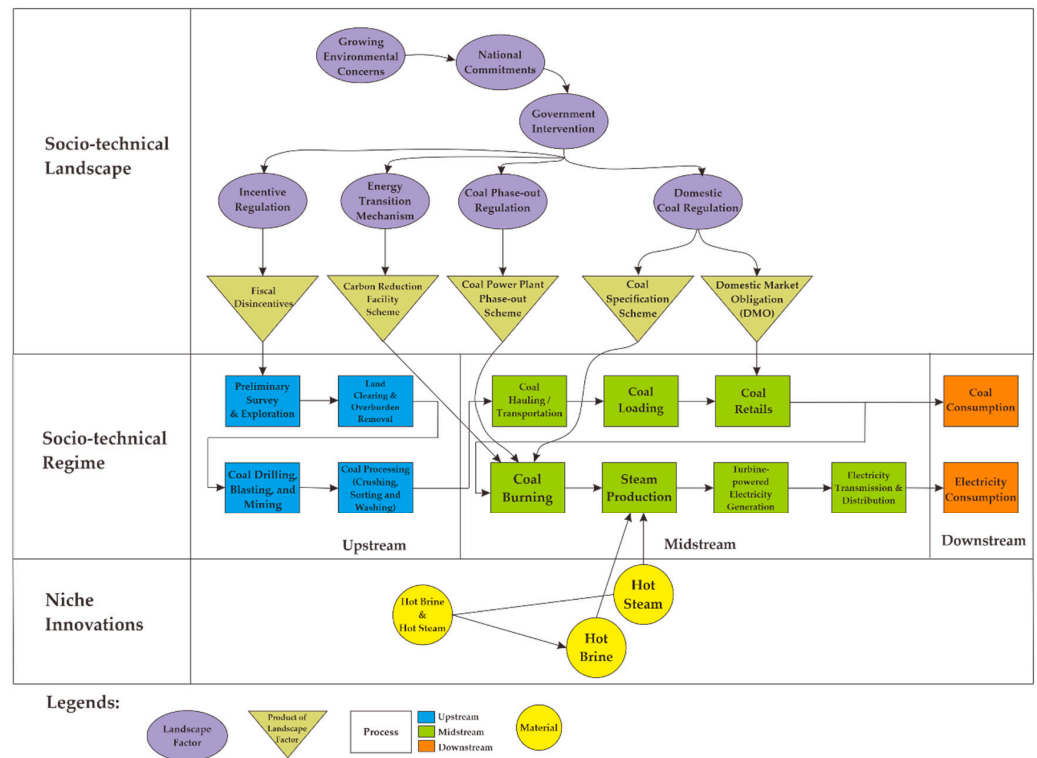 Growing
Environmental
Concerns
National
Commitments
Government
Intervention
Socio-technical
Landscape
Incentive
Regulation
Energy
Transition
Mechanism
Coal Phase-out
Regulation
Domestic
Coal Regulation
Fiscal
Disincentives
Carbon Reduction
Facility
Scheme
Coal Power Plant
Phase-out
Scheme
Coal
Specification
Scheme
Domestic Market
Obligation
(DMO)
Socio-technical
Regime
Preliminary
Survey
& Exploration
Land
Clearing &
Overburden
Removal
Coal
Hauling /
Transportation
Coal
Loading
Coal
Retails
Coal
Consumption
Coal Drilling,
Blasting, and
Mining
Coal Processing
(Crushing,
Sorting and
Washing)
Coal
Burning
Steam
Production
Turbine-
powered
Electricity
Generation
Electricity
Transmission &
Distribution
Electricity
Consumption
Upstream
Midstream
Downstream
Niche
Innovations
Hot Brine
&
Hot Steam
Hot
Steam
Hot
Brine
Legends:
Landscape
Factor
Product of
Landscape
Factor
Process
Upstream
Midstream
Downstream
Material